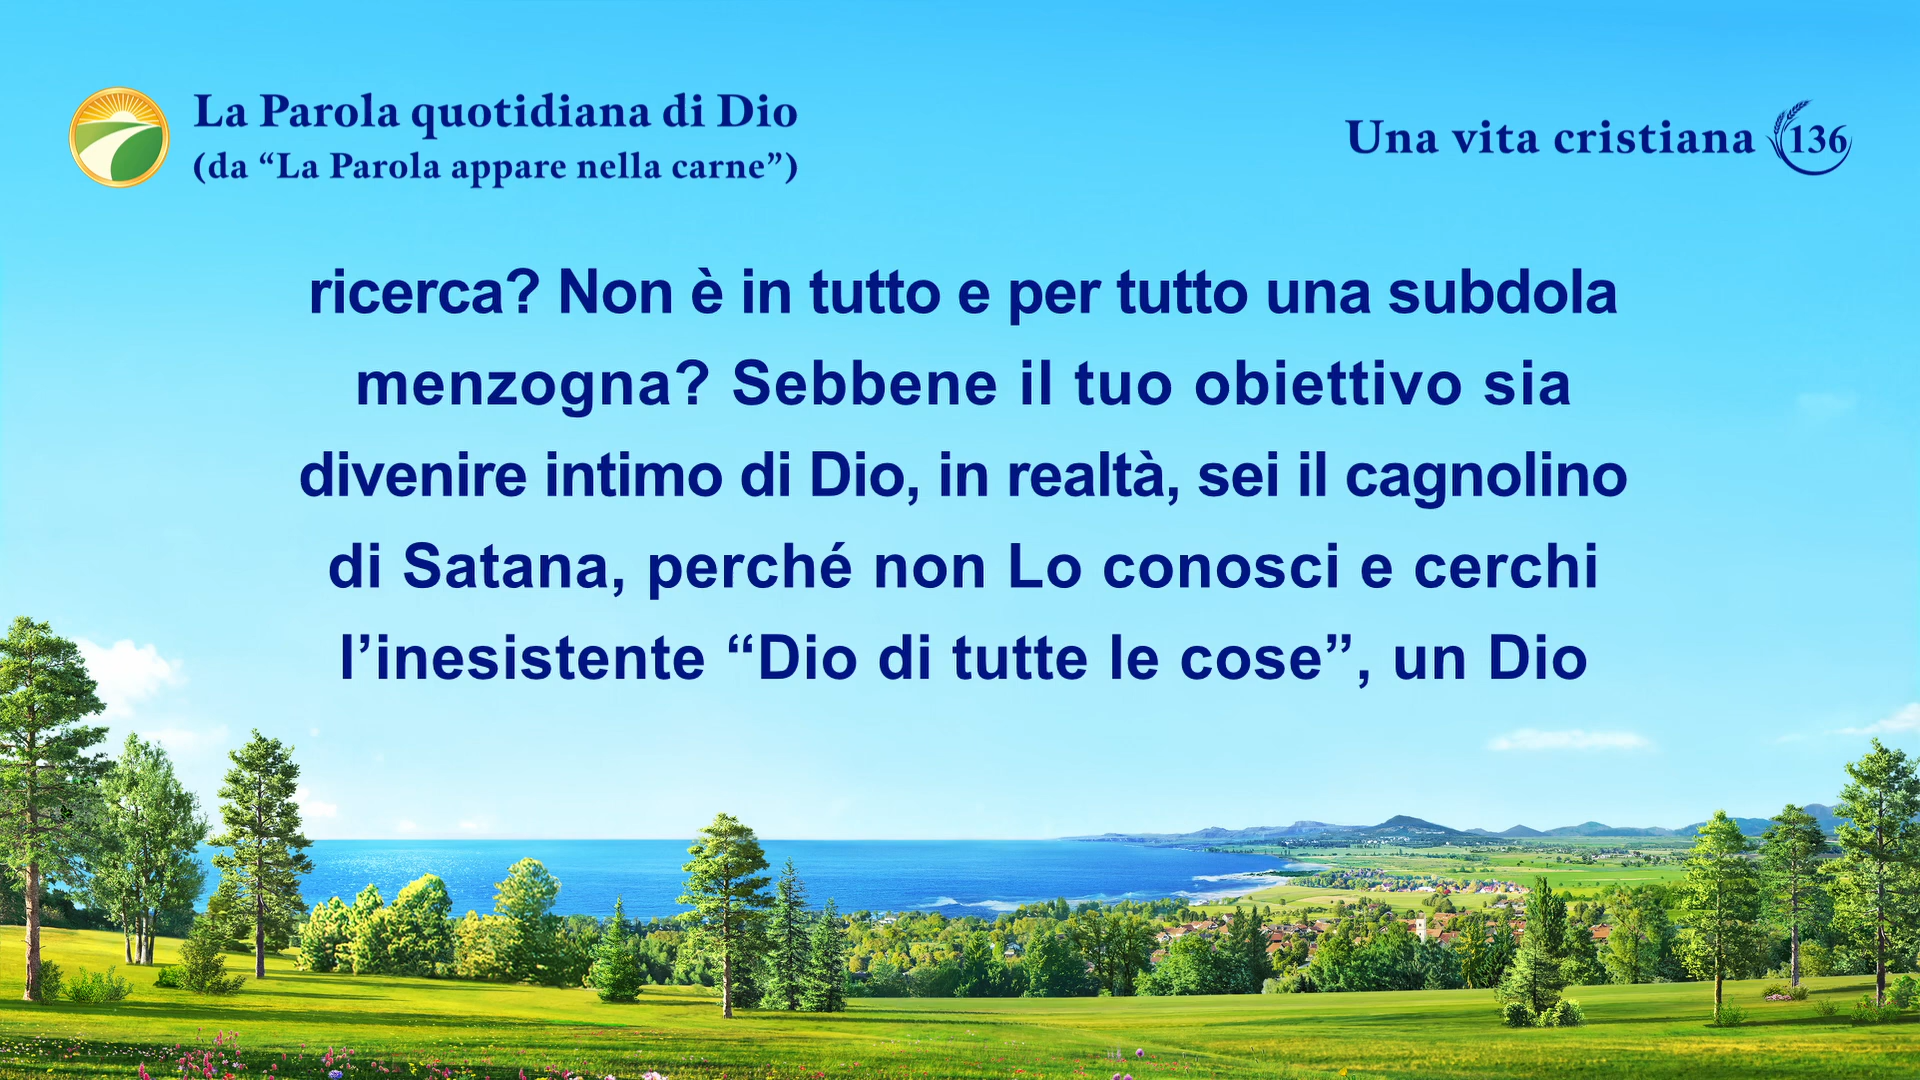 La Parola quotidiana di Dio
(da “La Parola appare nella carne”)
Una vita cristiana 136
ricerca? Non è in tutto e per tutto una subdola
menzogna? Sebbene il tuo obiettivo sia
divenire intimo di Dio, in realtà, sei il cagnolino
di Satana, perché non Lo conosci e cerchi
l’inesistente “Dio di tutte le cose”, un Dio